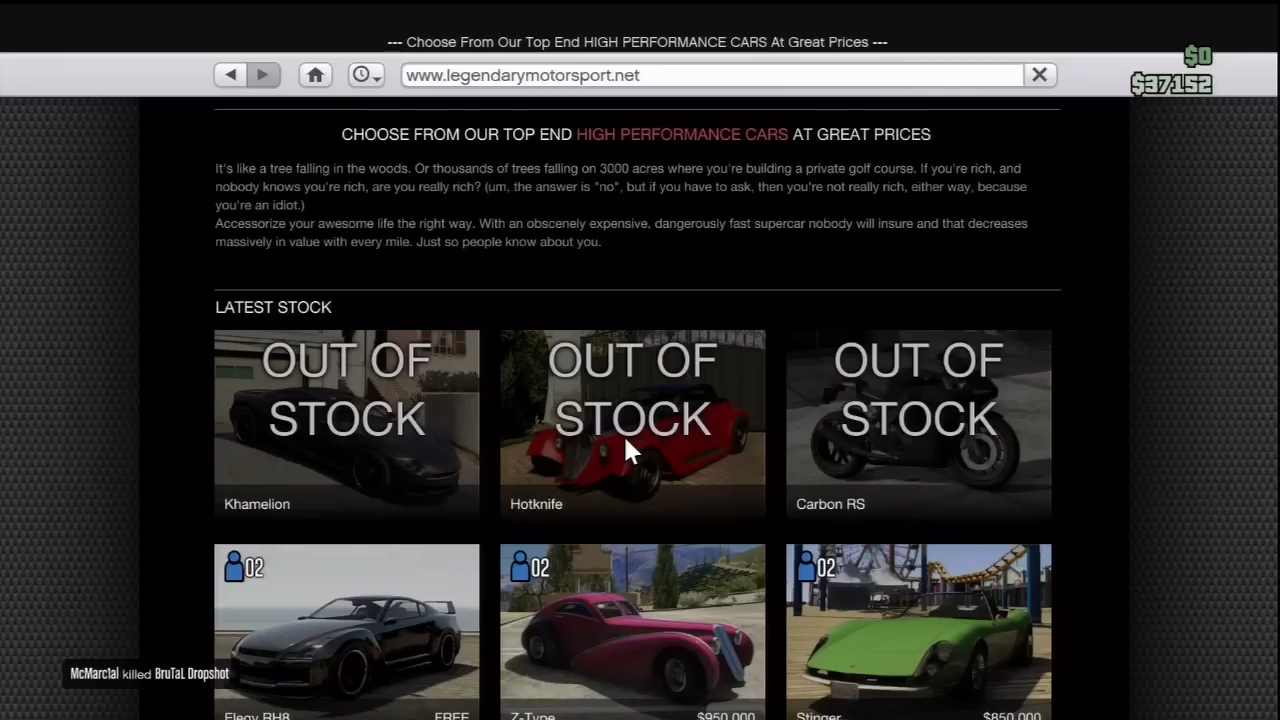 --- Choose From Our Top End HIGH PERFORMANCE CARS At Great Prices ---
$0
www.legendarymotorsport.net
$37152
CHOOSE FROM OUR TOP END HIGH PERFORMANCE CARS AT GREAT PRICES
It's like a tree falling in the woods. Or thousands of trees falling on 3000 acres where you're building a private golf course. If you're rich, and
nobody knows you're rich, are you really rich? (um, the answer is "no", but if you have to ask, then you're not really rich, either way, because
you're an idiot.)
Accessorize your awesome life the right way. With an obscenely expensive, dangerously fast supercar nobody will insure and that decreases
massively in value with every mile. Just so people know about you.
LATEST STOCK
OUT OF
STOCK
Khamelion
OUT OF
STOCK
Hotknife
OUT OF
STOCK
Carbon RS
02
02
02
McMarc1al killed BruTaL Dropshot
Elegy RH8 FREE
Z-Type $950,000
Stinger $850,000